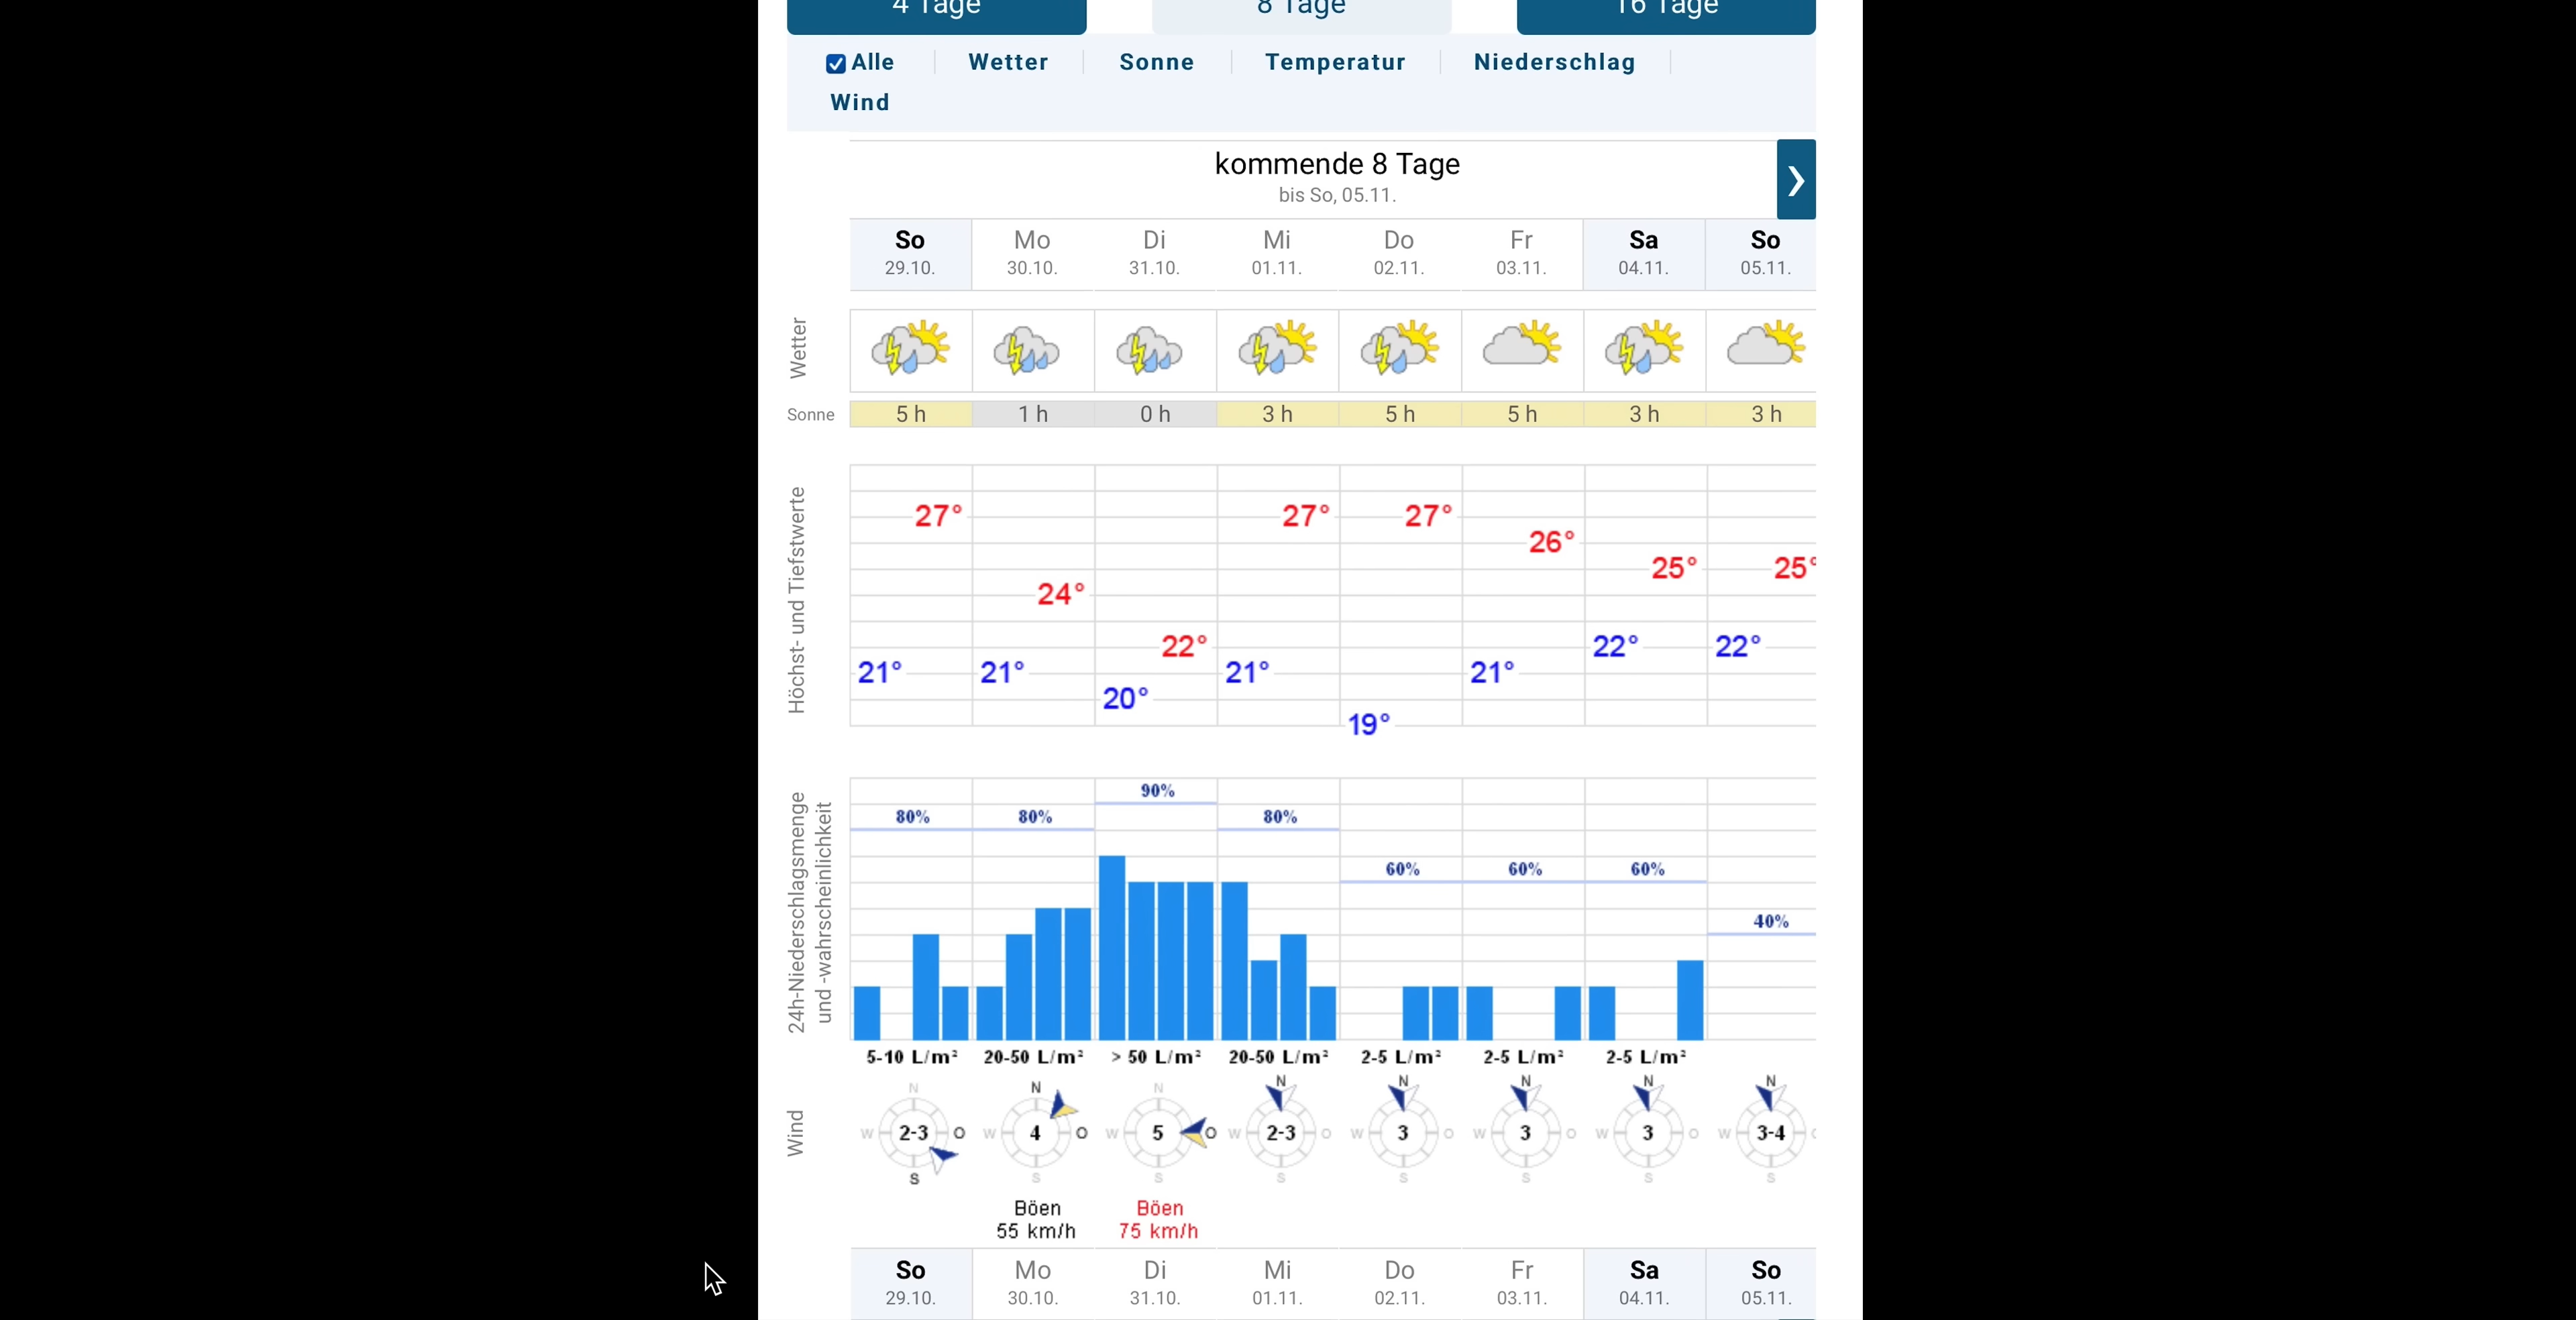 4 Tage 8 Tage 16 Tage
Alle Wetter Sonne Temperatur Niederschlag
Wind
kommende 8 Tage
bis So, 05.11.
So Mo Di Mi Do Fr Sa So
29.10. 30.10. 31.10. 01.11. 02.11. 03.11. 04.11. 05.11.
Wetter
Sonne 5 h 1 h 0 h 3 h 5 h 5 h 3 h 3 h
Höchst- und Tiefstwerte
27° 27° 27°
26°
25° 25°
24°
22° 22° 22°
21° 21° 21° 21°
20°
19°
24h-Niederschlagsmenge
und -wahrscheinlichkeit
90%
80% 80% 80%
60% 60% 60%
40%
5-10 L/m² 20-50 L/m² > 50 L/m² 20-50 L/m² 2-5 L/m² 2-5 L/m² 2-5 L/m²
Wind
N N N N N N N N
W 2-3 O W 4 O W 5 O W 2-3 O W 3 O W 3 O W 3 O W 3-4
S S S S S S S S
Böen Böen
55 km/h 75 km/h
So Mo Di Mi Do Fr Sa So
29.10. 30.10. 31.10. 01.11. 02.11. 03.11. 04.11. 05.11.